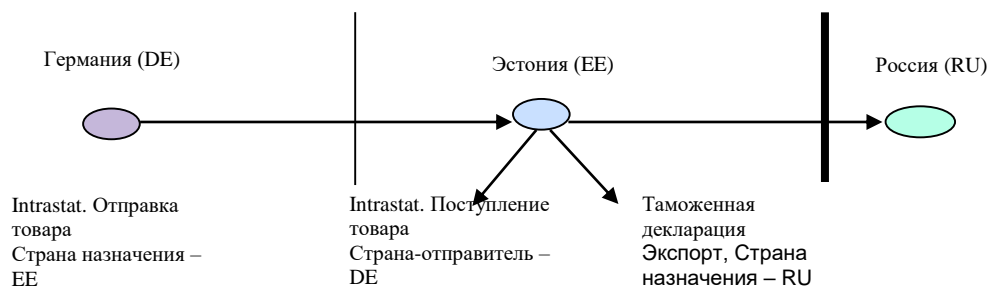 Германия (DE)
Эстония (EE)
Россия (RU)
Intrastat. Отправка
товара
Страна назначения –
EE
Intrastat. Поступление
товара
Страна-отправитель –
DE
Таможенная
декларация
Экспорт, Страна
назначения – RU